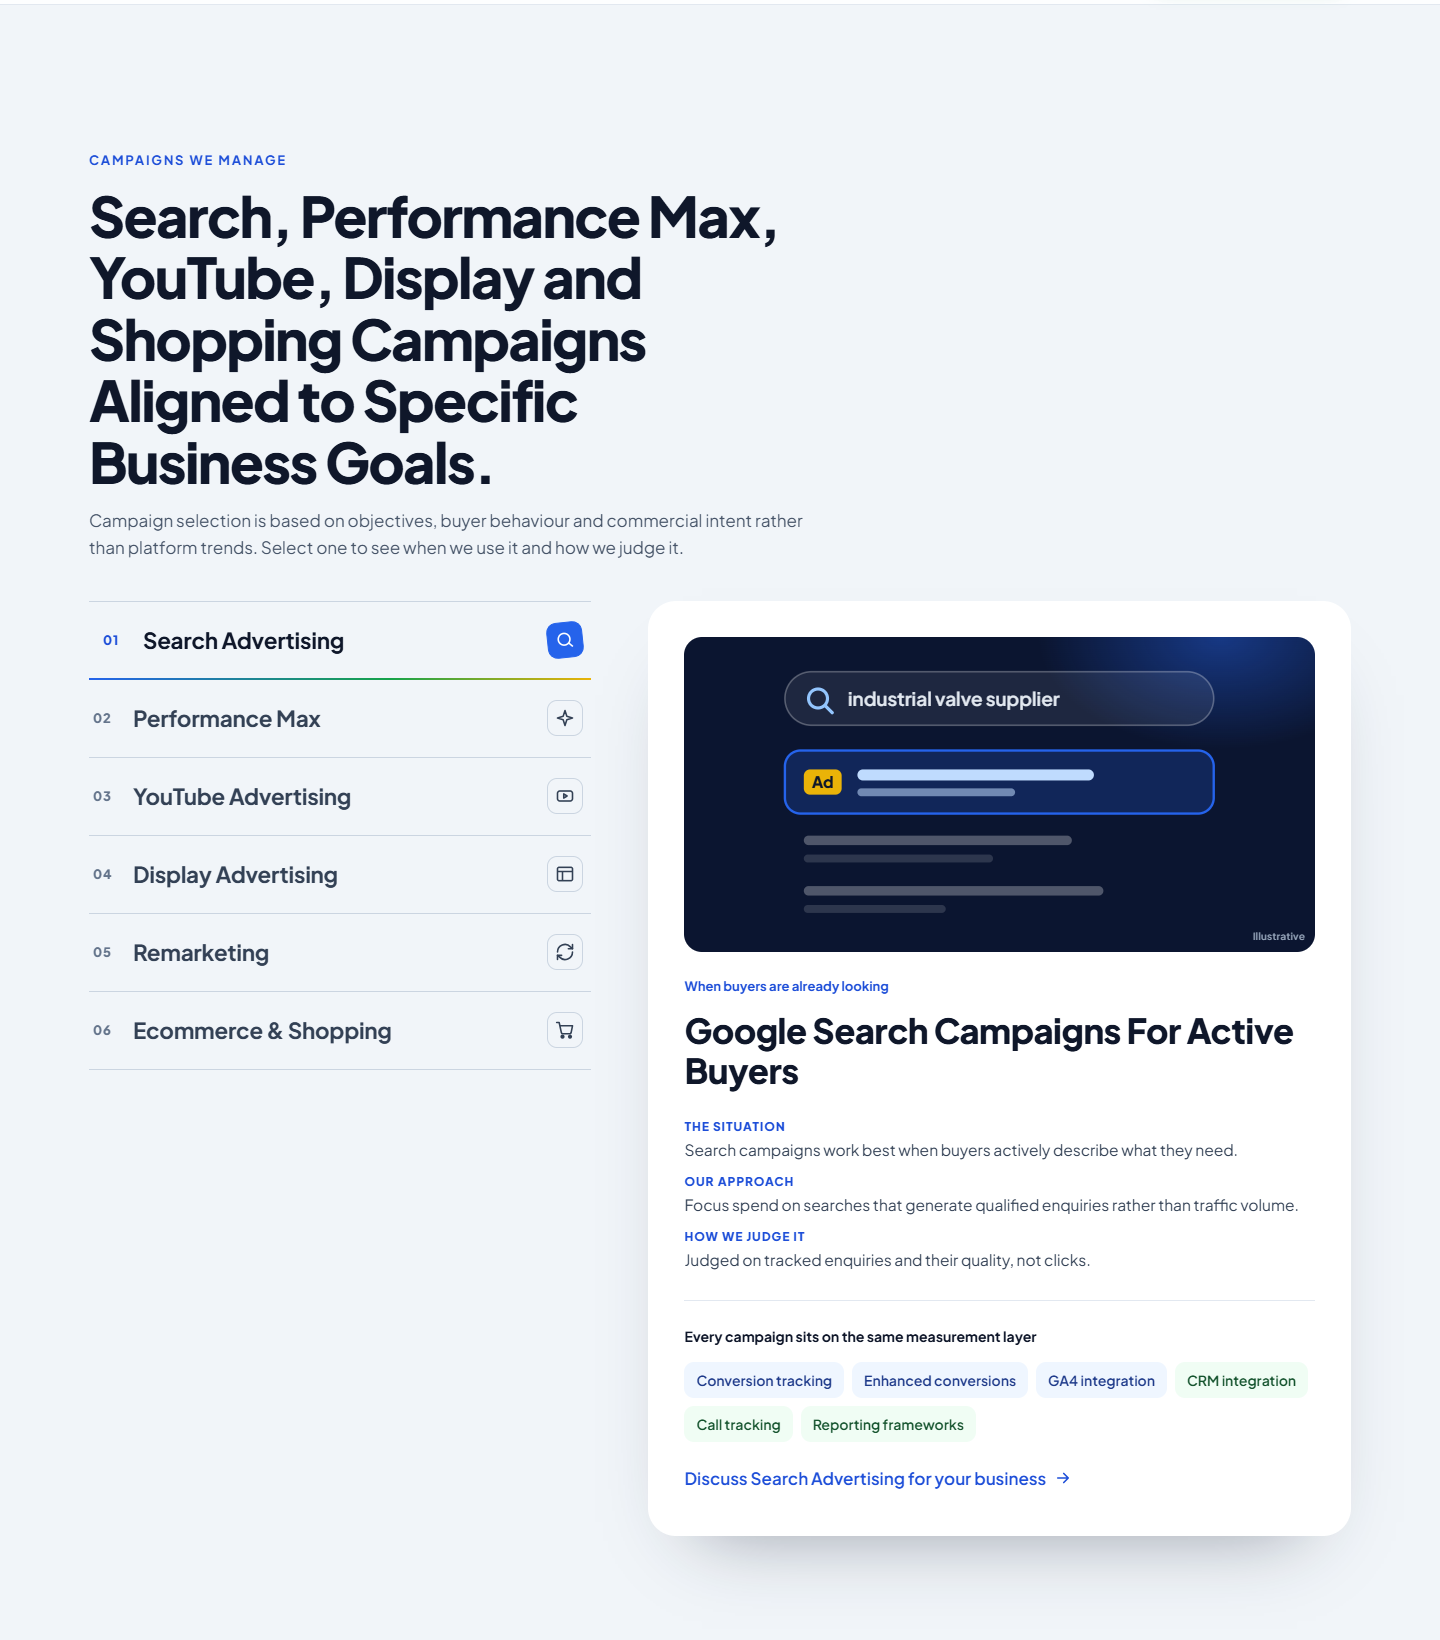 CAMPAIGNS WE MANAGE
Search, Performance Max,
YouTube, Display and
Shopping Campaigns
Aligned to Specific
Business Goals.
Campaign selection is based on objectives, buyer behaviour and commercial intent rather
than platform trends. Select one to see when we use it and how we judge it.
01 Search Advertising
02 Performance Max
03 YouTube Advertising
04 Display Advertising
05 Remarketing
06 Ecommerce & Shopping
industrial valve supplier
Ad
Illustrative
When buyers are already looking
Google Search Campaigns For Active
Buyers
THE SITUATION
Search campaigns work best when buyers actively describe what they need.
OUR APPROACH
Focus spend on searches that generate qualified enquiries rather than traffic volume.
HOW WE JUDGE IT
Judged on tracked enquiries and their quality, not clicks.
Every campaign sits on the same measurement layer
Conversion tracking Enhanced conversions GA4 integration CRM integration
Call tracking Reporting frameworks
Discuss Search Advertising for your business →